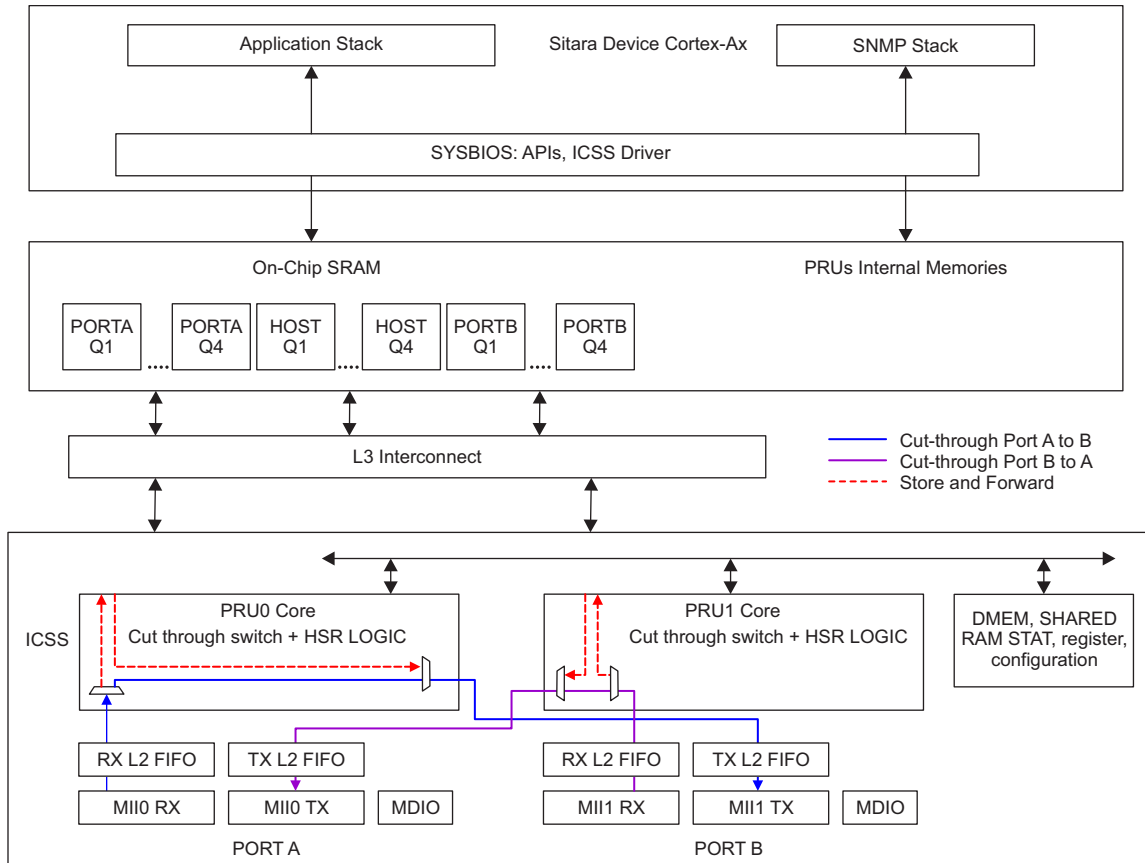 Application Stack
Sitara Device Cortex-Ax
SNMP Stack
SYSBIOS: APIs, ICSS Driver
On-Chip SRAM
PRUs Internal Memories
PORTA
Q1
....
PORTA
Q4
HOST
Q1
....
HOST
Q4
PORTB
Q1
....
PORTB
Q4
L3 Interconnect
Cut-through Port A to B
Cut-through Port B to A
Store and Forward
ICSS
PRU0 Core
Cut through switch + HSR LOGIC
PRU1 Core
Cut through switch + HSR LOGIC
DMEM, SHARED
RAM STAT, register,
configuration
RX L2 FIFO
TX L2 FIFO
RX L2 FIFO
TX L2 FIFO
MII0 RX
MII0 TX
MDIO
MII1 RX
MII1 TX
MDIO
PORT A
PORT B